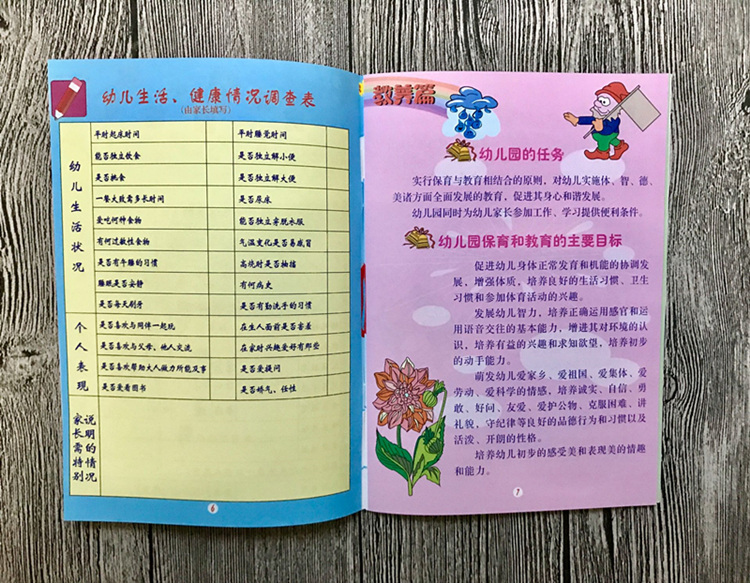 幼儿生活、健康情况调查表
(由家长填写)
幼儿生活状况
平时起床时间
平时睡觉时间
能否独立饮食
是否独立解小便
是否挑食
是否独立解大便
一餐大致需多长时间
是否尿床
爱吃何种食物
能否独立穿脱衣服
有何过敏性食物
气温变化是否易感冒
是否有午睡的习惯
高烧时是否抽搐
睡眠是否安静
有何病史
是否每天刷牙
是否有勤洗手的习惯
个人表现
是否喜欢与同伴一起玩
在生人面前是否害羞
是否喜欢与父母、他人交流
在家时兴趣爱好有那些
是否喜欢帮助大人做力所能及事
是否爱提问
是否爱看图书
是否娇气、任性
家长需特别
说明的情况
6
教养篇
幼儿园的任务
实行保育与教育相结合的原则,对幼儿实施体、智、德、
美诸方面全面发展的教育,促进其身心和谐发展。
幼儿园同时为幼儿家长参加工作、学习提供便利条件。
幼儿园保育和教育的主要目标
促进幼儿身体正常发育和机能的协调发
展,增强体质,培养良好的生活习惯、卫生
习惯和参加体育活动的兴趣。
发展幼儿智力,培养正确运用感官和运
用语言交往的基本能力,增进其对环境的认
识,培养有益的兴趣和求知欲望,培养初步
的动手能力。
萌发幼儿爱家乡、爱祖国、爱集体、爱
劳动、爱科学的情感,培养诚实、自信、勇
敢、好问、友爱、爱护公物、克服困难、讲
礼貌,守纪律等良好的品德行为和习惯以及
活泼、开朗的性格。
培养幼儿初步的感受美和表现美的情趣
和能力。
7